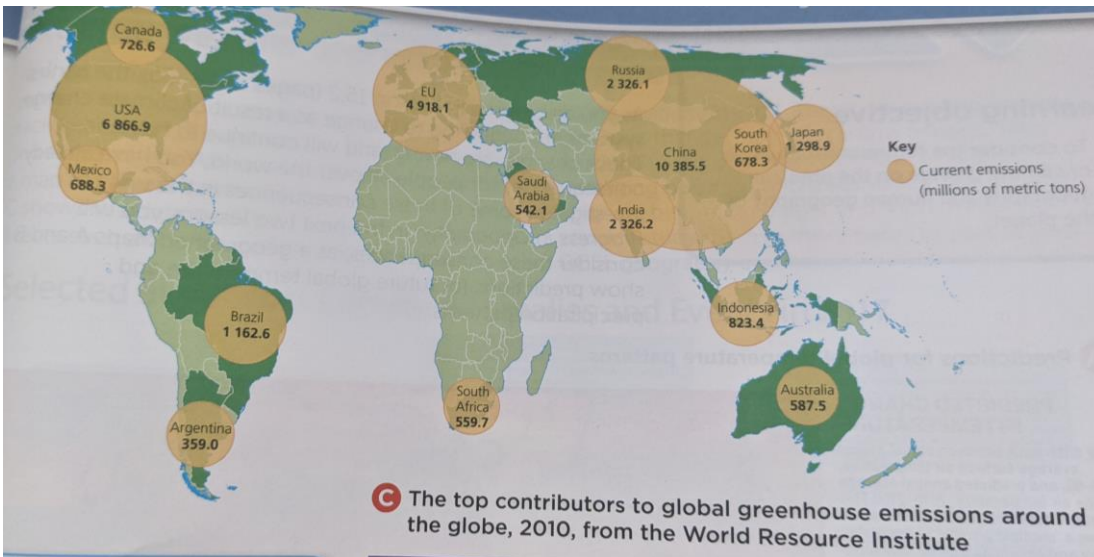 Canada
726.6
USA
6 866.9
Mexico
688.3
EU
4 918.1
Russia
2 326.1
China
10 385.5
South
Korea
678.3
Japan
1 298.9
Key
Current emissions
(millions of metric tons)
Saudi
Arabia
542.1
India
2 326.2
Brazil
1 162.6
Indonesia
823.4
South
Africa
559.7
Australia
587.5
Argentina
359.0
C The top contributors to global greenhouse emissions around
the globe, 2010, from the World Resource Institute